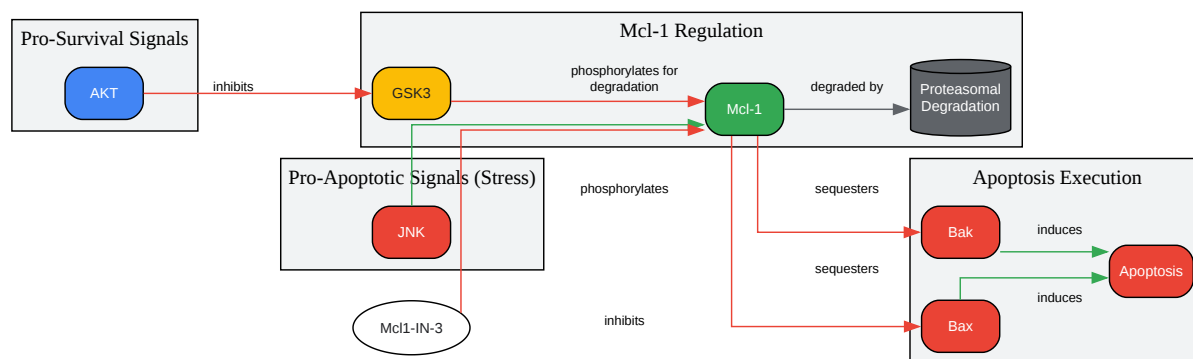 Pro-Survival Signals
AKT
inhibits
Mcl-1 Regulation
GSK3
phosphorylates for
degradation
Mcl-1
degraded by
Proteasomal
Degradation
Pro-Apoptotic Signals (Stress)
JNK
phosphorylates
sequesters
sequesters
Apoptosis Execution
Bak
induces
Apoptosis
induces
Bax
Mcl1-IN-3
inhibits